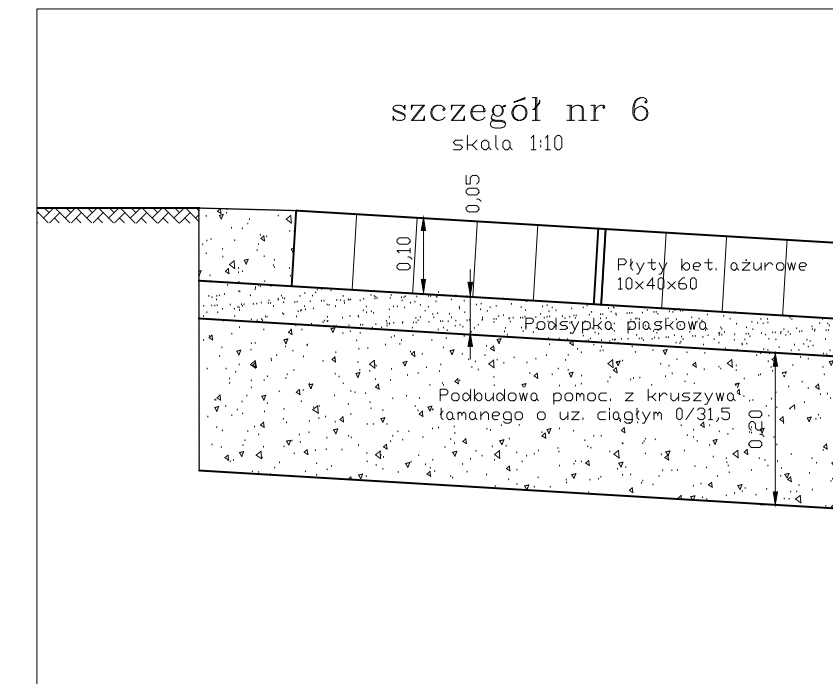 szczegół nr 6
skala 1:10
0,05
0,10
Płyty bet. ażurowe
10x40x60
Podsypka piaskowa
Podbudowa pomoc. z kruszywa
łamanego o uz. ciągłym 0/31,5
0,20